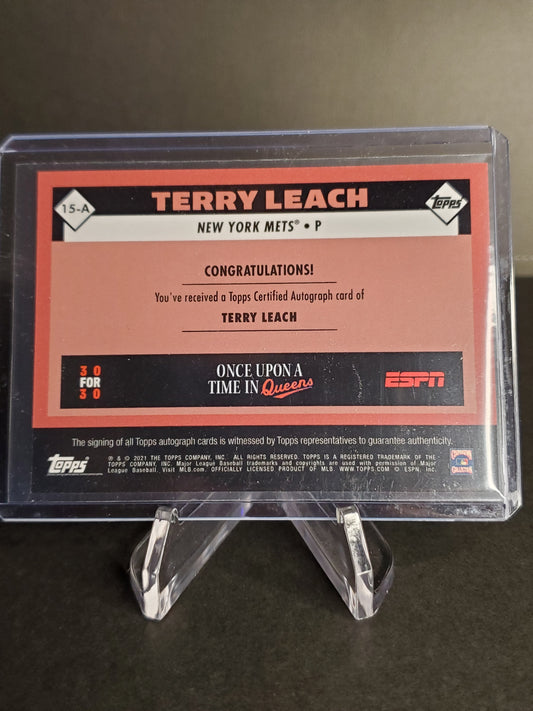 TERRY LEACH
15-A
Topps
NEW YORK METS® • P
CONGRATULATIONS!
You've received a Topps Certified Autograph card of
TERRY LEACH
30
FOR
30
ONCE UPON A
TIME IN Queens
ESPN
The signing of all Topps autograph cards is witnessed by Topps representatives to guarantee authenticity.
Topps
® & © 2021 THE TOPPS COMPANY, INC. ALL RIGHTS RESERVED. TOPPS IS A REGISTERED TRADEMARK OF THE
TOPPS COMPANY, INC. Major League Baseball trademarks and copyrights are used with permission of Major
League Baseball. Visit MLB.com. OFFICIALLY LICENSED PRODUCT OF MLB. WWW.TOPPS.COM © ESPN, Inc.